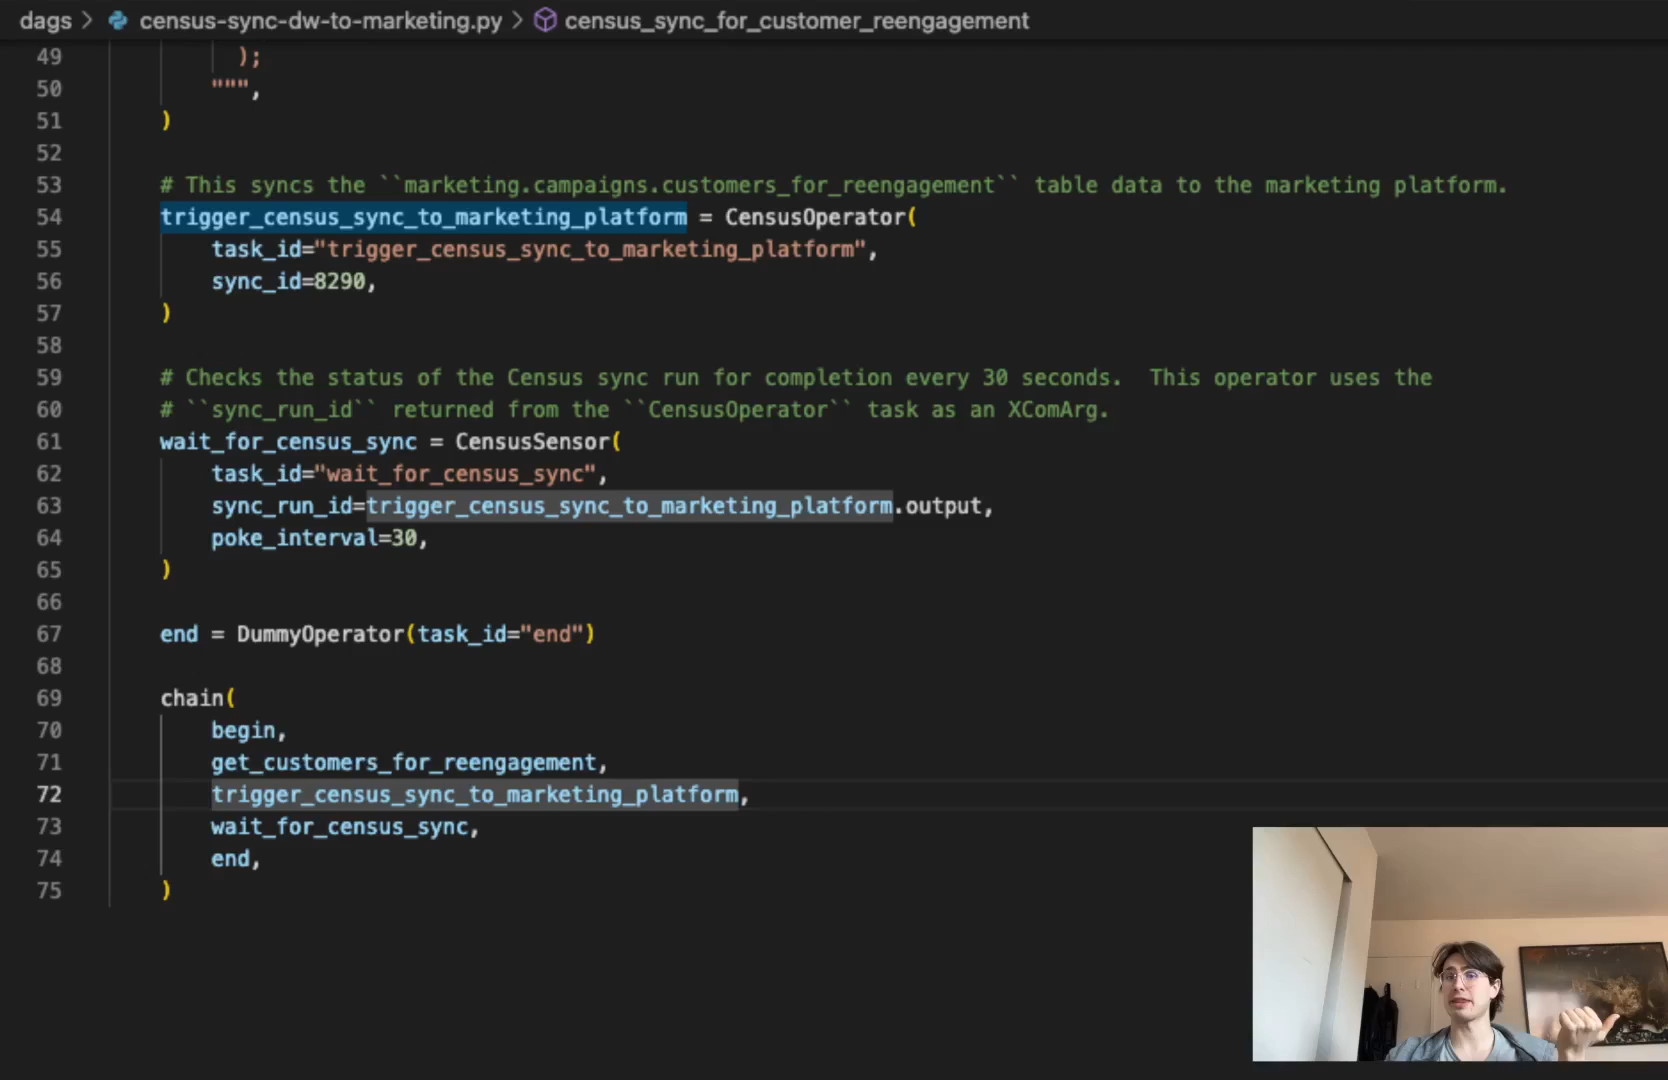 dags > census-sync-dw-to-marketing.py > census_sync_for_customer_reengagement
49 );
50 """,
51 )
52
53 # This syncs the ``marketing.campaigns.customers_for_reengagement`` table data to the marketing platform.
54 trigger_census_sync_to_marketing_platform = CensusOperator(
55 task_id="trigger_census_sync_to_marketing_platform",
56 sync_id=8290,
57 )
58
59 # Checks the status of the Census sync run for completion every 30 seconds.  This operator uses the
60 # ``sync_run_id`` returned from the ``CensusOperator`` task as an XComArg.
61 wait_for_census_sync = CensusSensor(
62 task_id="wait_for_census_sync",
63 sync_run_id=trigger_census_sync_to_marketing_platform.output,
64 poke_interval=30,
65 )
66
67 end = DummyOperator(task_id="end")
68
69 chain(
70 begin,
71 get_customers_for_reengagement,
72 trigger_census_sync_to_marketing_platform,
73 wait_for_census_sync,
74 end,
75 )